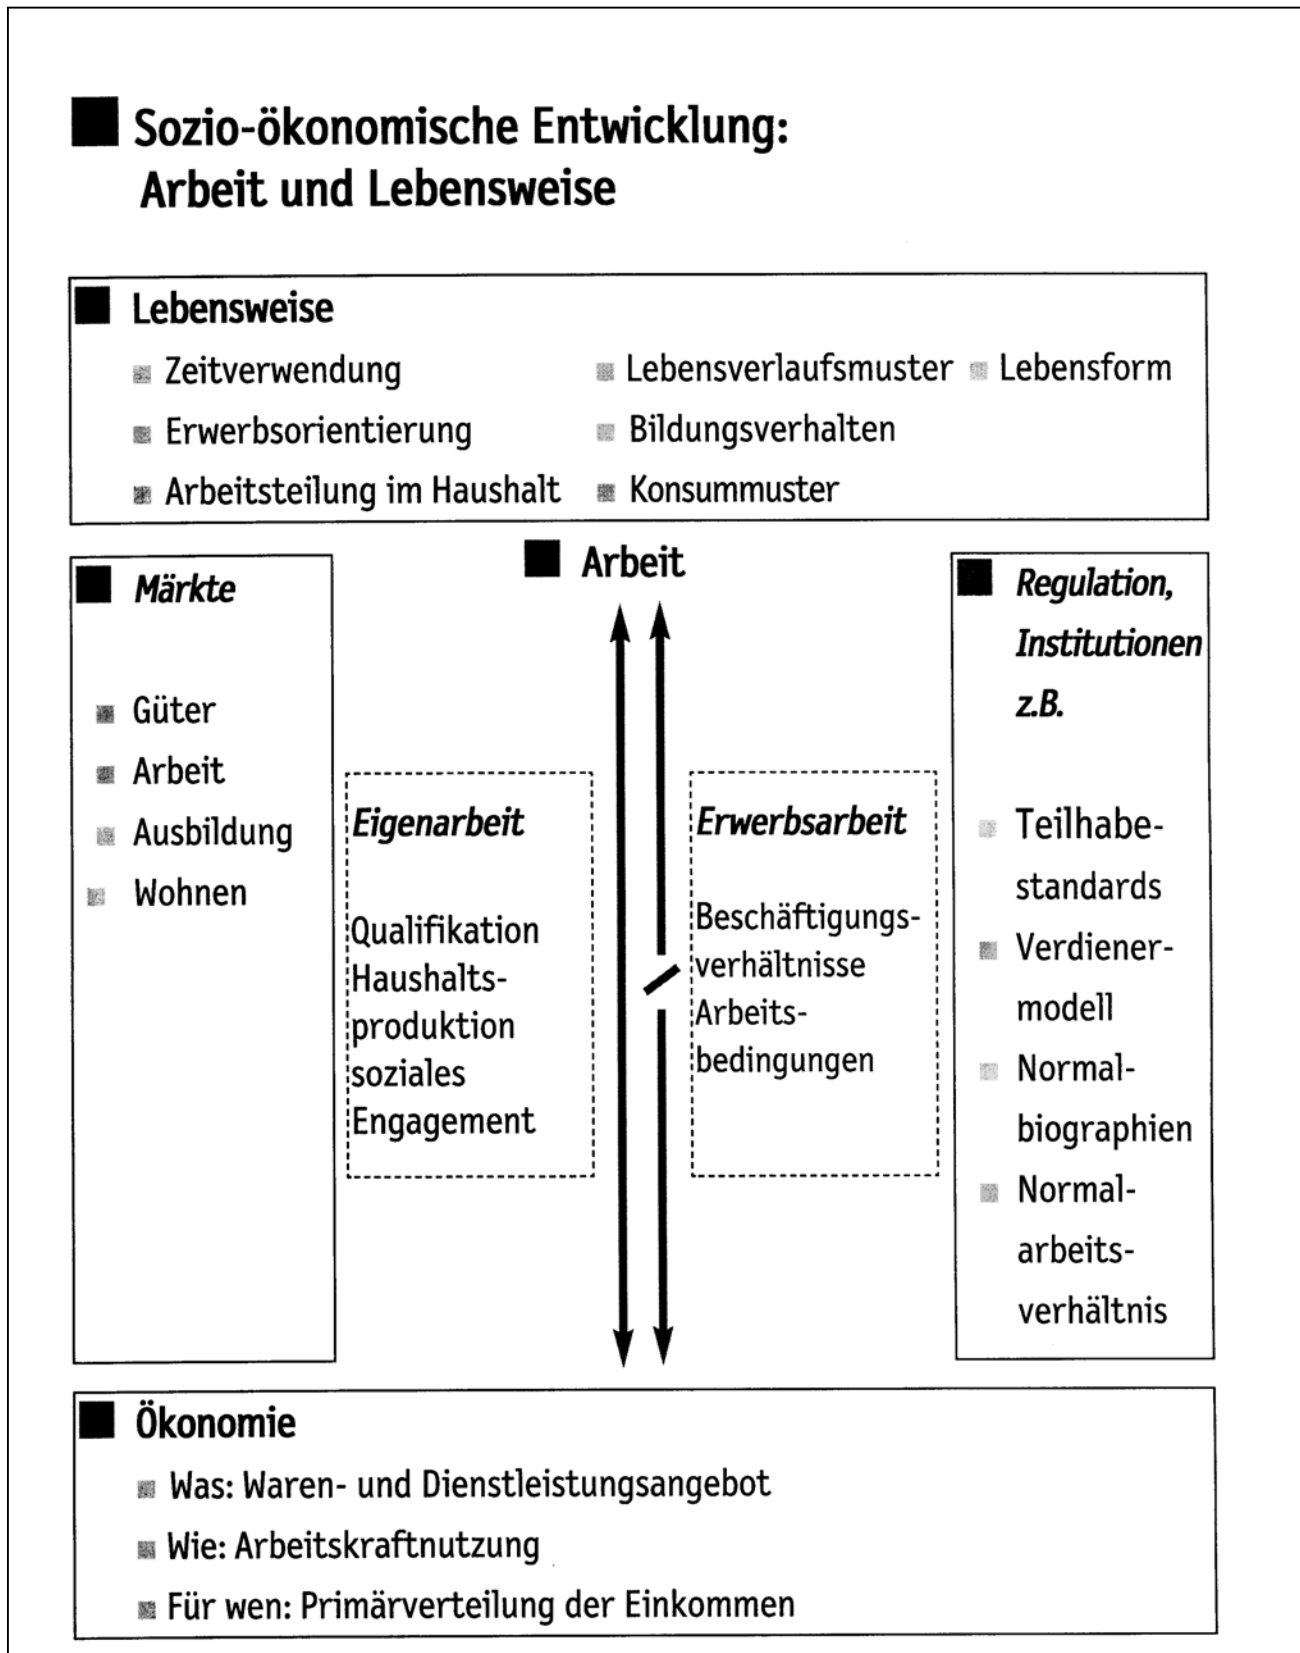 Sozio-ökonomische Entwicklung:
Arbeit und Lebensweise
Lebensweise
Zeitverwendung
Lebensverlaufsmuster
Lebensform
Erwerbsorientierung
Bildungsverhalten
Arbeitsteilung im Haushalt
Konsummuster
Märkte
Güter
Arbeit
Ausbildung
Wohnen
Arbeit
Eigenarbeit
Qualifikation
Haushalts-
produktion
soziales
Engagement
Erwerbsarbeit
Beschäftigungs-
verhältnisse
Arbeits-
bedingungen
Regulation,
Institutionen
z.B.
Teilhabe-
standards
Verdiener-
modell
Normal-
biographien
Normal-
arbeits-
verhältnis
Ökonomie
Was: Waren- und Dienstleistungsangebot
Wie: Arbeitskraftnutzung
Für wen: Primärverteilung der Einkommen